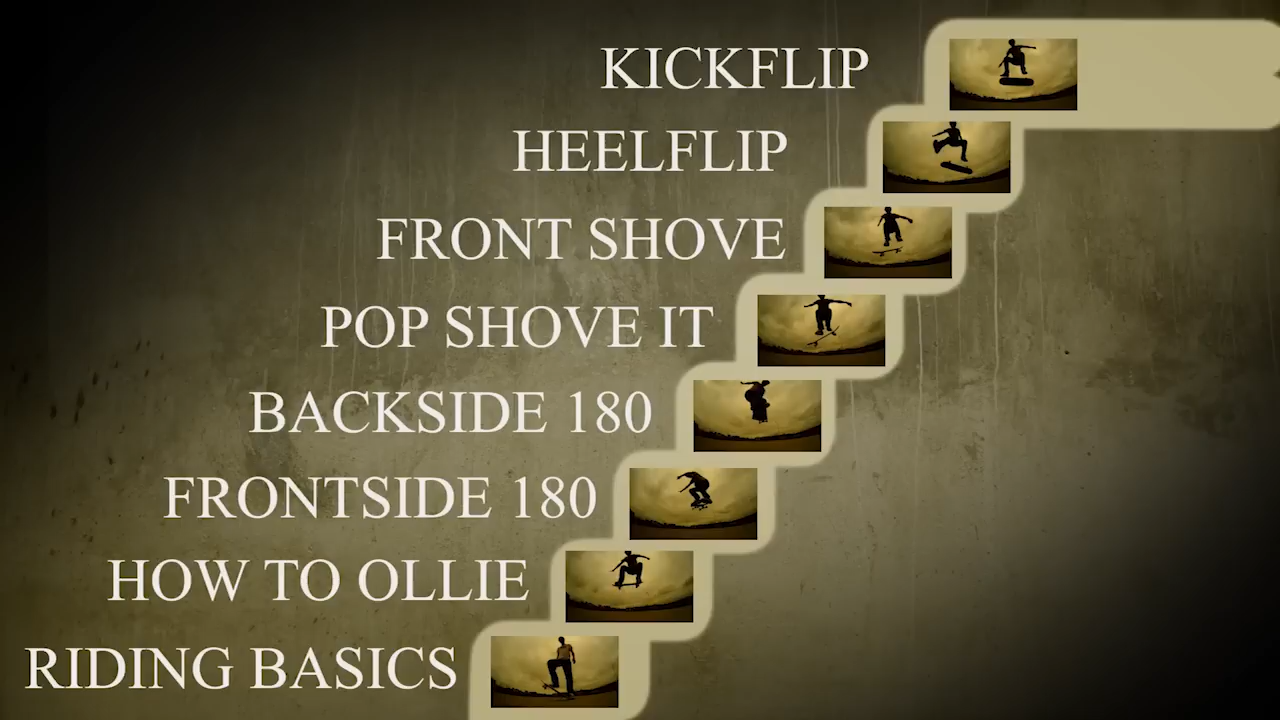 KICKFLIP
HEELFLIP
FRONT SHOVE
POP SHOVE IT
BACKSIDE 180
FRONTSIDE 180
HOW TO OLLIE
RIDING BASICS